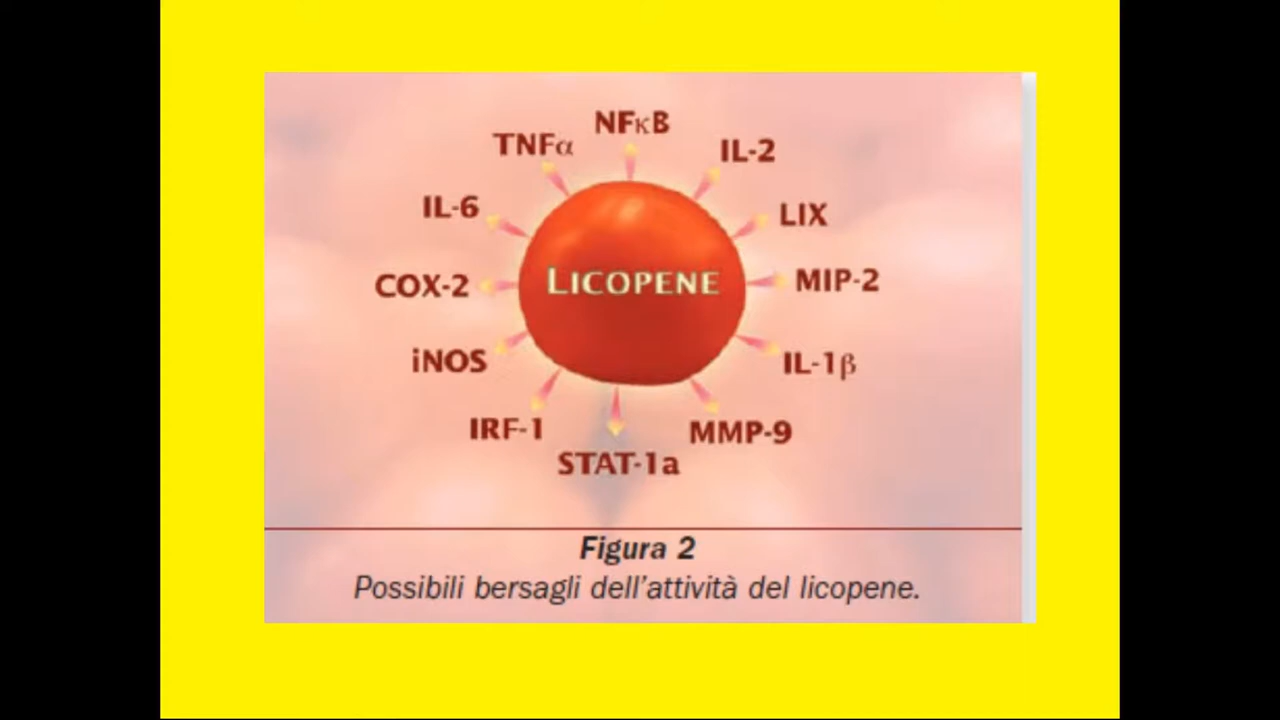 NFκB
TNFα
IL-2
IL-6
LIX
COX-2
LICOPENE
MIP-2
iNOS
IL-1β
IRF-1
MMP-9
STAT-1a
Figura 2
Possibili bersagli dell'attività del licopene.